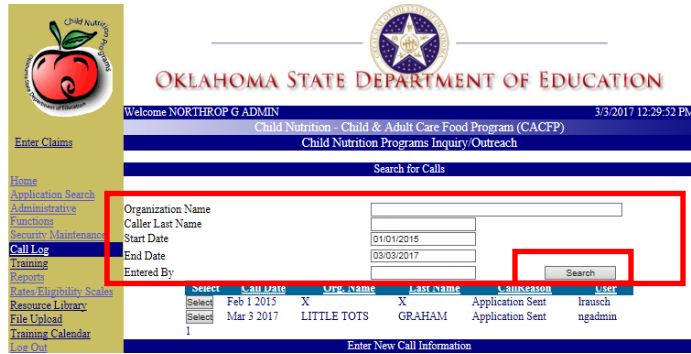 Child Nutrition Programs
Oklahoma State Department of Education
OKLAHOMA STATE DEPARTMENT OF EDUCATION
Welcome NORTHROP G ADMIN 3/3/2017 12:29:52 PM
Child Nutrition - Child & Adult Care Food Program (CACFP)
Enter Claims
Child Nutrition Programs Inquiry/Outreach
Search for Calls
Home
Application Search
Administrative
Functions
Security Maintenance
Call Log
Training
Reports
Rates/Eligibility Scales
Resource Library
File Upload
Training Calendar
Log Out
Organization Name
Caller Last Name
Start Date 01/01/2015
End Date 03/03/2017
Entered By Search
Select Call Date Org. Name Last Name CallReason User
Select Feb 1 2015 X X Application Sent lrausch
Select Mar 3 2017 LITTLE TOTS GRAHAM Application Sent ngadmin
1
Enter New Call Information